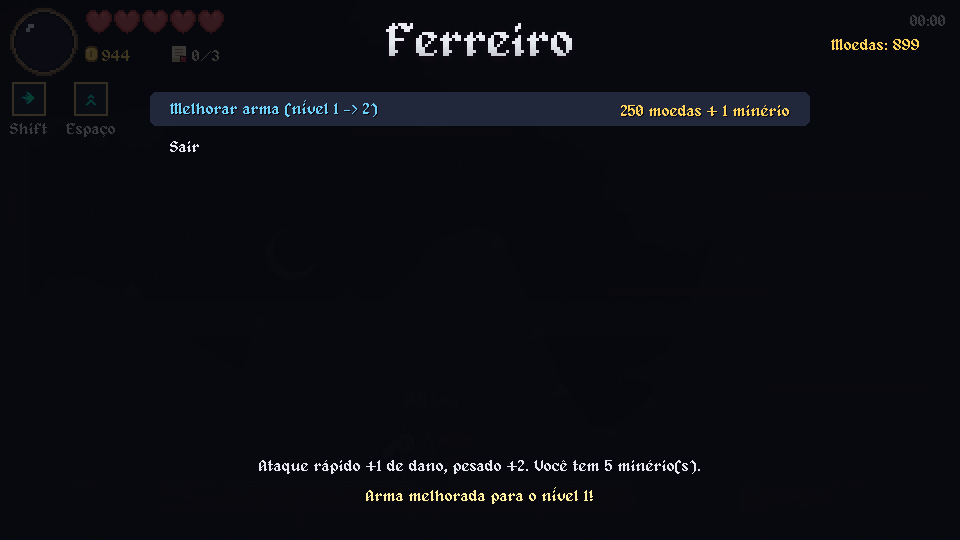 Ferreiro
00:00
Moedas: 899
944
0/3
Shift
Espaço
Melhorar arma (nível 1 -> 2)
250 moedas + 1 minério
Sair
Ataque rápido +1 de dano, pesado +2. Você tem 5 minério(s).
Arma melhorada para o nível 1!